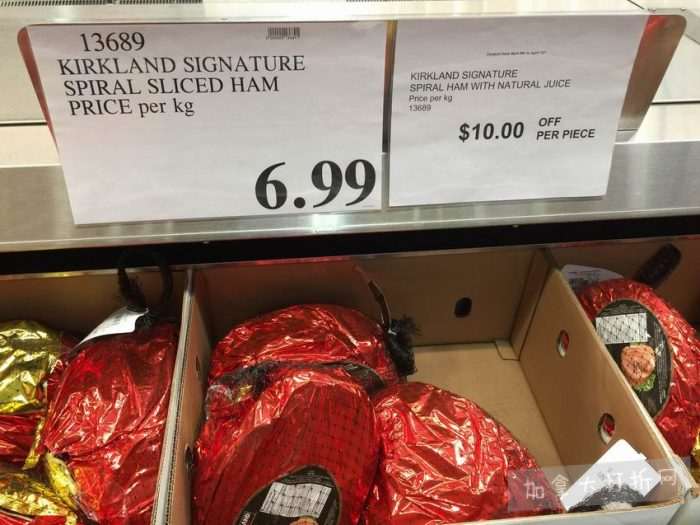 13689
KIRKLAND SIGNATURE
SPIRAL SLICED HAM
PRICE per kg
6.99
KIRKLAND SIGNATURE
SPIRAL HAM WITH NATURAL JUICE
Price per kg
13689
$10.00 OFF
PER PIECE
加拿大打折网